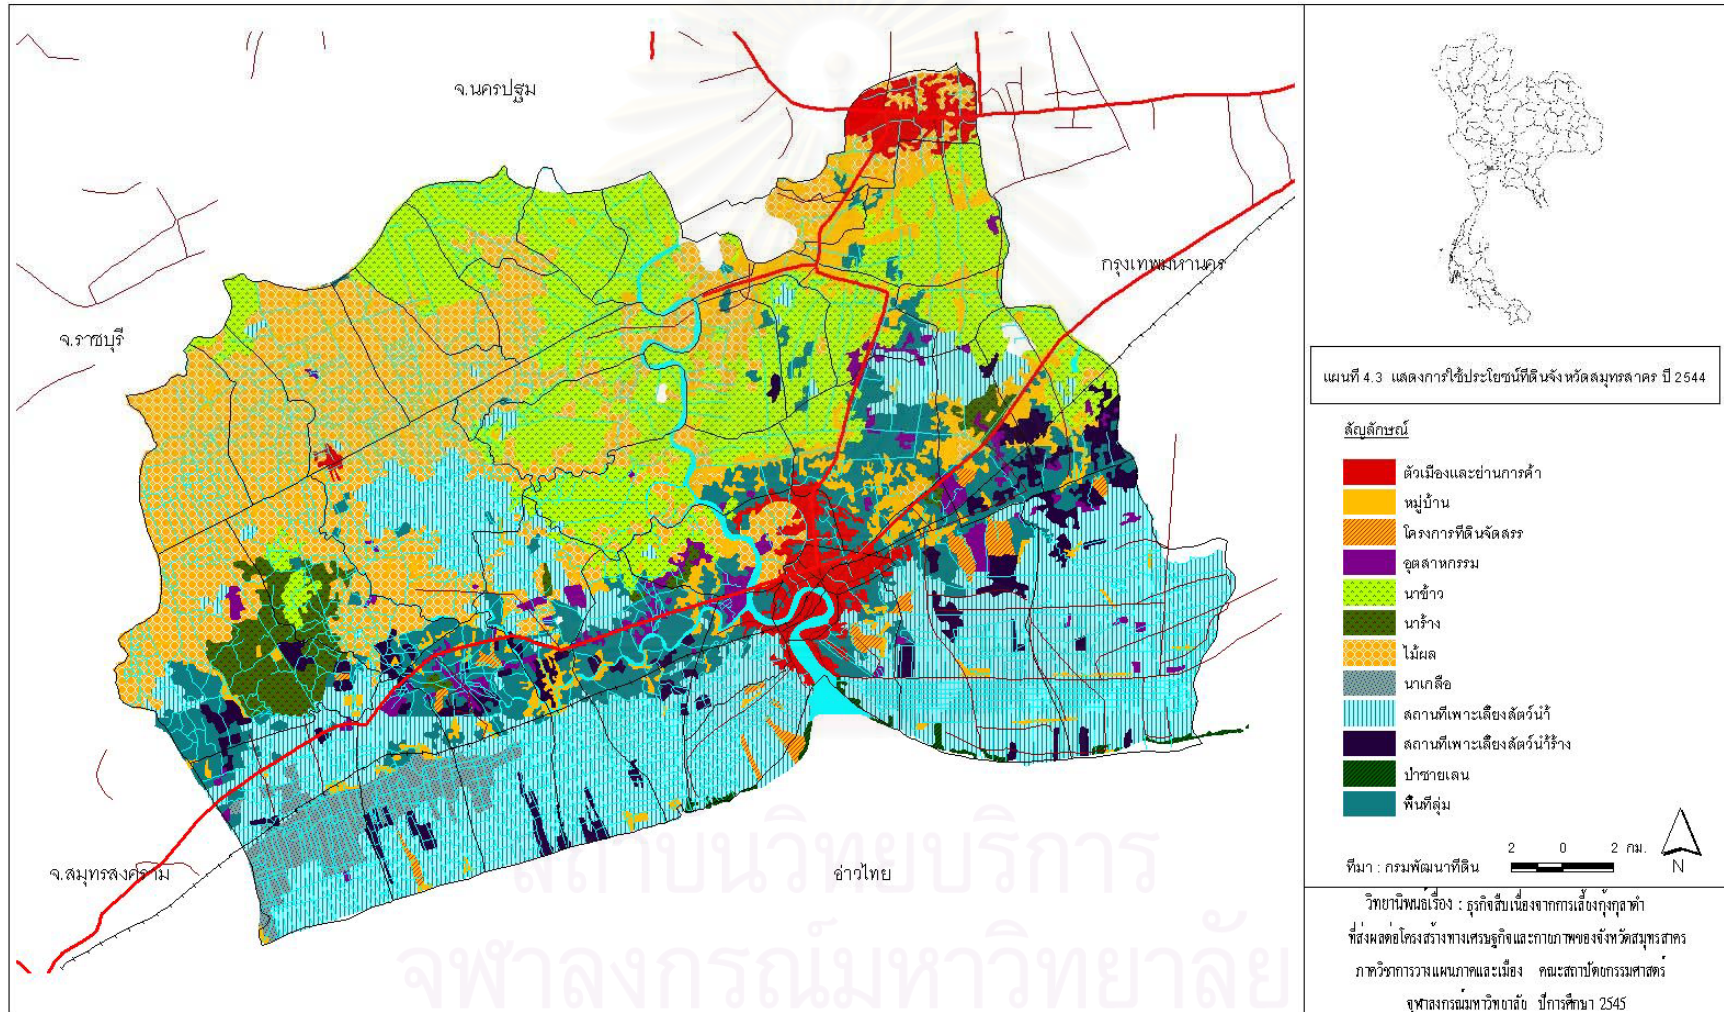 จ.นครปฐม
กรุงเทพมหานคร
จ.ราชบุรี
จ.สมุทรสงคราม
อ่าวไทย
สถาบันวิทยบริการ
จุฬาลงกรณ์มหาวิทยาลัย
แผนที่ 4.3 แสดงการใช้ประโยชน์ที่ดินจังหวัดสมุทรสาคร ปี 2544
สัญลักษณ์
ตัวเมืองและย่านการค้า
หมู่บ้าน
โครงการที่ดินจัดสรร
อุตสาหกรรม
นาข้าว
นาร้าง
ไม้ผล
นาเกลือ
สถานที่เพาะเลี้ยงสัตว์น้ำ
สถานที่เพาะเลี้ยงสัตว์น้ำร้าง
ป่าชายเลน
พื้นที่ลุ่ม
2 0 2 กม.
N
ที่มา : กรมพัฒนาที่ดิน
วิทยานิพนธ์เรื่อง : ธุรกิจสืบเนื่องจากการเลี้ยงกุ้งกุลาดำ
ที่ส่งผลต่อโครงสร้างทางเศรษฐกิจและกายภาพของจังหวัดสมุทรสาคร
ภาควิชาการวางแผนภาคและเมือง คณะสถาปัตยกรรมศาสตร์
จุฬาลงกรณ์มหาวิทยาลัย ปีการศึกษา 2545